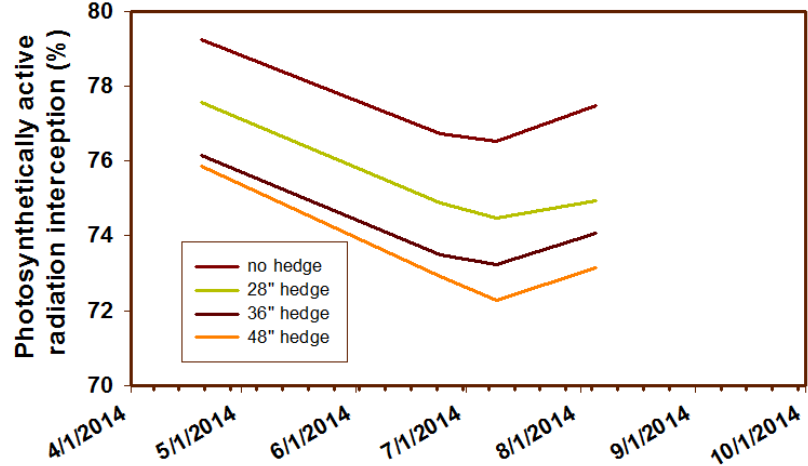 Photosynthetically active
radiation interception (%)
80
78
76
74
72
70
no hedge
28" hedge
36" hedge
48" hedge
4/1/2014
5/1/2014
6/1/2014
7/1/2014
8/1/2014
9/1/2014
10/1/2014